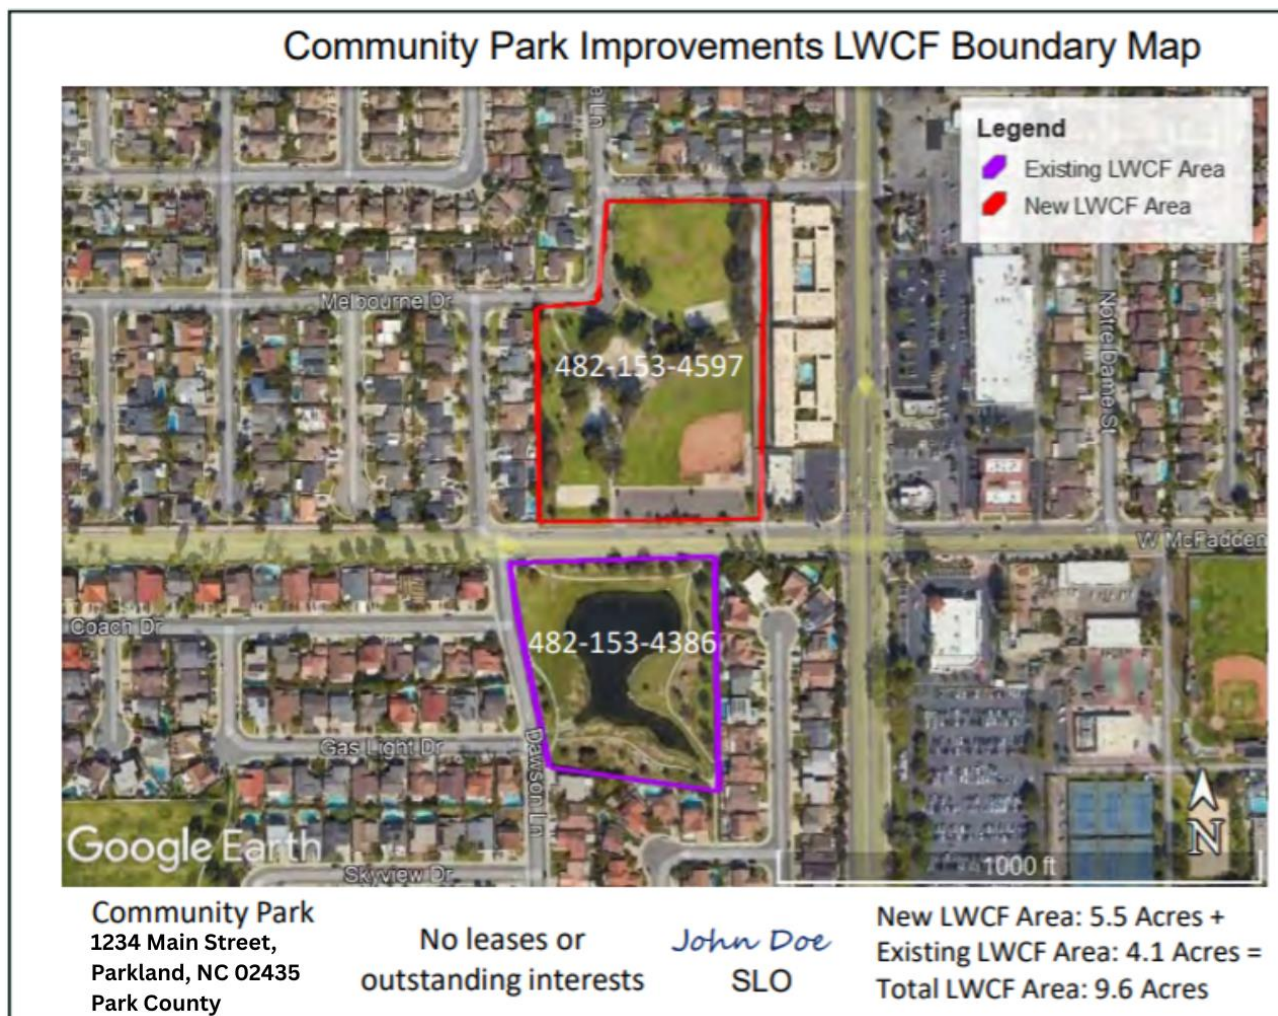 Community Park Improvements LWCF Boundary Map
Legend
Existing LWCF Area
New LWCF Area
e Ln
Melbourne Dr
482-153-4597
Notre Dame St
W McFadden
Coach Dr
482-153-4386
Gas Light Dr
Dawson Ln
Google Earth
Skyview Dr
1000 ft
N
Community Park
1234 Main Street,
Parkland, NC 02435
Park County
No leases or
outstanding interests
John Doe
SLO
New LWCF Area: 5.5 Acres +
Existing LWCF Area: 4.1 Acres =
Total LWCF Area: 9.6 Acres